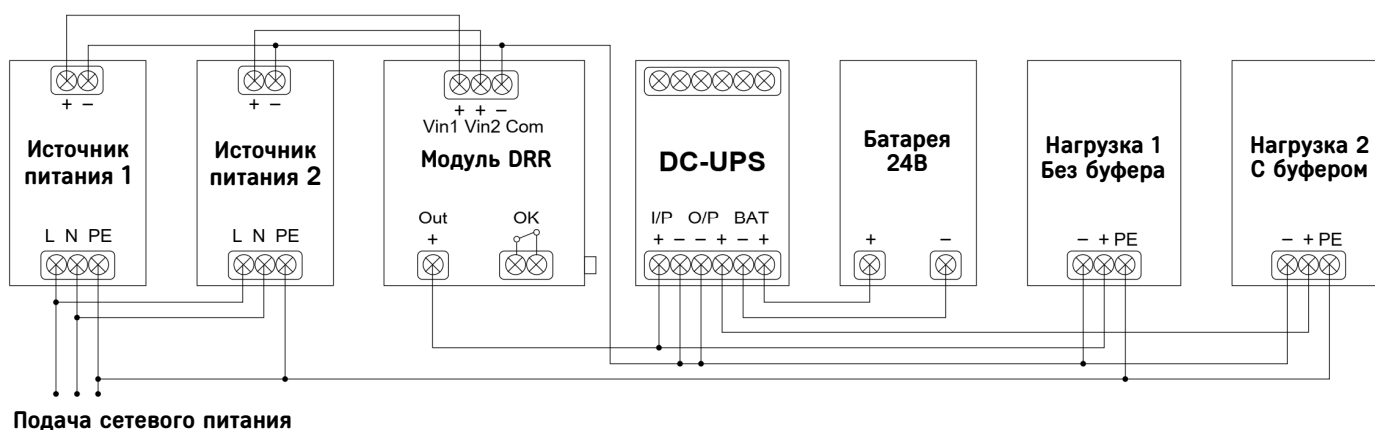 + −
+ −
+ + −
Vin1 Vin2 Com
Источник
питания 1
L N PE
Источник
питания 2
L N PE
Модуль DRR
Out
+
OK
DC-UPS
I/P O/P BAT
+ − − + − +
Батарея
24В
+ −
Нагрузка 1
Без буфера
− + PE
Нагрузка 2
С буфером
− + PE
Подача сетевого питания